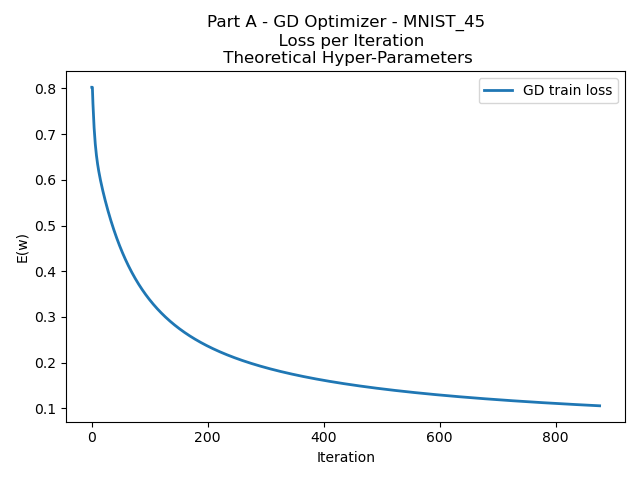 Part A - GD Optimizer - MNIST_45
Loss per Iteration
Theoretical Hyper-Parameters
GD train loss
E(w)
0.8
0.7
0.6
0.5
0.4
0.3
0.2
0.1
0 200 400 600 800
Iteration